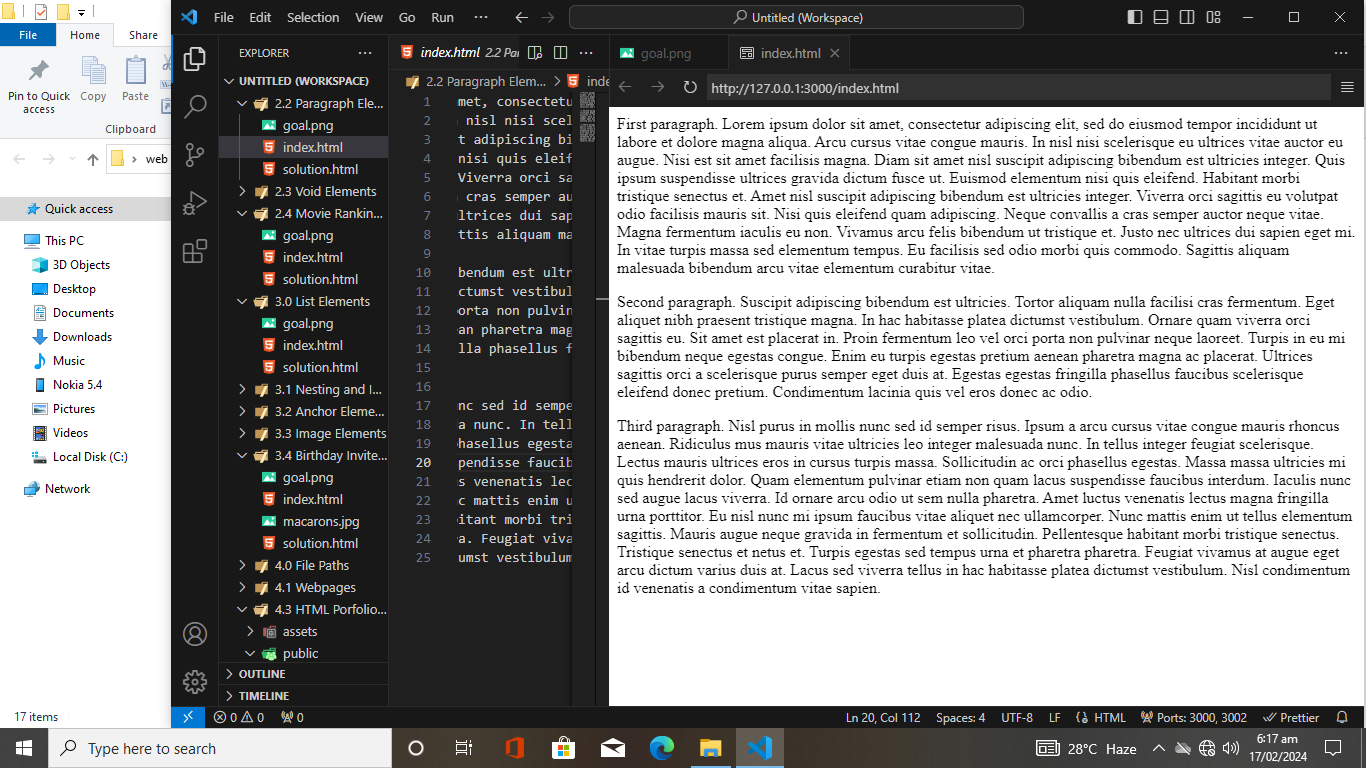 File
Home
Share
Pin to Quick
access
Copy
Paste
Clipboard
web
Quick access
This PC
3D Objects
Desktop
Documents
Downloads
Music
Nokia 5.4
Pictures
Videos
Local Disk (C:)
Network
17 items
File Edit Selection View Go Run ···
Untitled (Workspace)
EXPLORER
UNTITLED (WORKSPACE)
2.2 Paragraph Ele...
goal.png
index.html
solution.html
2.3 Void Elements
2.4 Movie Rankin...
goal.png
index.html
solution.html
3.0 List Elements
goal.png
index.html
solution.html
3.1 Nesting and I...
3.2 Anchor Eleme...
3.3 Image Elements
3.4 Birthday Invite...
goal.png
index.html
macarons.jpg
solution.html
4.0 File Paths
4.1 Webpages
4.3 HTML Porfolio...
assets
public
OUTLINE
TIMELINE
index.html 2.2 Par
2.2 Paragraph Elem... > inde
1 met, consectetu
2 nisl nisi scel
3 t adipiscing bi
4 nisi quis eleif
5 Viverra orci sa
6 cras semper au
7 ltrices dui sap
8 ttis aliquam ma
9
10 bendum est ultr
11 ctumst vestibul
12 orta non pulvin
13 an pharetra mag
14 lla phasellus f
15
16
17 nc sed id sempe
18 a nunc. In tell
19 hasellus egesta
20 pendisse faucib
21 s venenatis lec
22 c mattis enim u
23 itant morbi tri
24 a. Feugiat viva
25 umst vestibulum
goal.png
index.html
http://127.0.0.1:3000/index.html
First paragraph. Lorem ipsum dolor sit amet, consectetur adipiscing elit, sed do eiusmod tempor incididunt ut
labore et dolore magna aliqua. Arcu cursus vitae congue mauris. In nisl nisi scelerisque eu ultrices vitae auctor eu
augue. Nisi est sit amet facilisis magna. Diam sit amet nisl suscipit adipiscing bibendum est ultricies integer. Quis
ipsum suspendisse ultrices gravida dictum fusce ut. Euismod elementum nisi quis eleifend. Habitant morbi
tristique senectus et. Amet nisl suscipit adipiscing bibendum est ultricies integer. Viverra orci sagittis eu volutpat
odio facilisis mauris sit. Nisi quis eleifend quam adipiscing. Neque convallis a cras semper auctor neque vitae.
Magna fermentum iaculis eu non. Vivamus arcu felis bibendum ut tristique et. Justo nec ultrices dui sapien eget mi.
In vitae turpis massa sed elementum tempus. Eu facilisis sed odio morbi quis commodo. Sagittis aliquam
malesuada bibendum arcu vitae elementum curabitur vitae.
Second paragraph. Suscipit adipiscing bibendum est ultricies. Tortor aliquam nulla facilisi cras fermentum. Eget
aliquet nibh praesent tristique magna. In hac habitasse platea dictumst vestibulum. Ornare quam viverra orci
sagittis eu. Sit amet est placerat in. Proin fermentum leo vel orci porta non pulvinar neque laoreet. Turpis in eu mi
bibendum neque egestas congue. Enim eu turpis egestas pretium aenean pharetra magna ac placerat. Ultrices
sagittis orci a scelerisque purus semper eget duis at. Egestas egestas fringilla phasellus faucibus scelerisque
eleifend donec pretium. Condimentum lacinia quis vel eros donec ac odio.
Third paragraph. Nisl purus in mollis nunc sed id semper risus. Ipsum a arcu cursus vitae congue mauris rhoncus
aenean. Ridiculus mus mauris vitae ultricies leo integer malesuada nunc. In tellus integer feugiat scelerisque.
Lectus mauris ultrices eros in cursus turpis massa. Sollicitudin ac orci phasellus egestas. Massa massa ultricies mi
quis hendrerit dolor. Quam elementum pulvinar etiam non quam lacus suspendisse faucibus interdum. Iaculis nunc
sed augue lacus viverra. Id ornare arcu odio ut sem nulla pharetra. Amet luctus venenatis lectus magna fringilla
urna porttitor. Eu nisl nunc mi ipsum faucibus vitae aliquet nec ullamcorper. Nunc mattis enim ut tellus elementum
sagittis. Mauris augue neque gravida in fermentum et sollicitudin. Pellentesque habitant morbi tristique senectus.
Tristique senectus et netus et. Turpis egestas sed tempus urna et pharetra pharetra. Feugiat vivamus at augue eget
arcu dictum varius duis at. Lacus sed viverra tellus in hac habitasse platea dictumst vestibulum. Nisl condimentum
id venenatis a condimentum vitae sapien.
0 0 0 Ln 20, Col 112 Spaces: 4 UTF-8 LF HTML Ports: 3000, 3002 Prettier
Type here to search
28°C Haze
6:17 am
17/02/2024